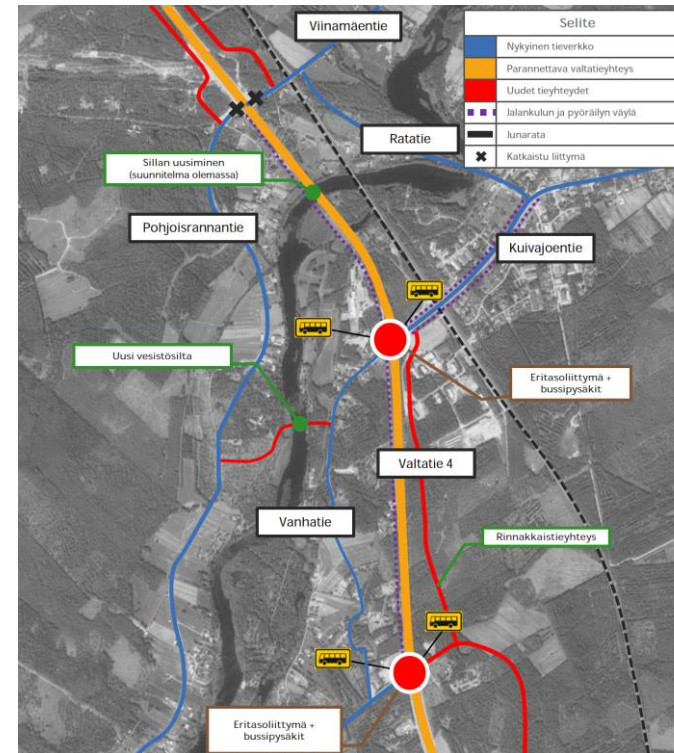 Viinamäentie
Selite
Nykyinen tieverkko
Parannettava valtatieyhteys
Uudet tieyhteydet
Jalankulun ja pyöräilyn väylä
Junarata
Katkaistu liittymä
Ratatie
Sillan uusiminen
(suunnitelma olemassa)
Pohjoisrannantie
Kuivajoentie
Uusi vesistösilta
Eritasoliittymä +
bussipysäkit
Valtatie 4
Vanhatie
Rinnakkaistieyhteys
Eritasoliittymä +
bussipysäkit